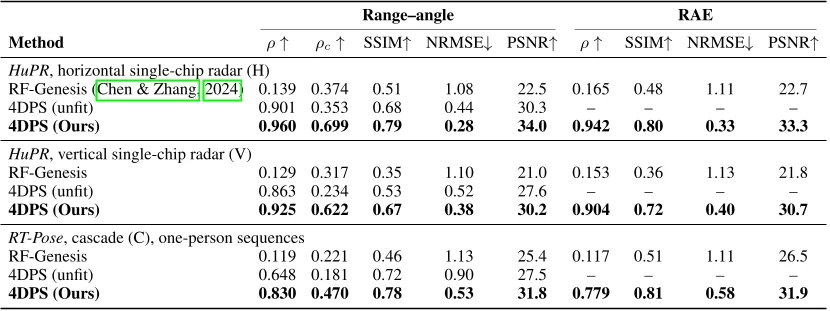 Range–angle RAE
Method ρ ↑ ρc ↑ SSIM↑ NRMSE↓ PSNR↑ ρ ↑ SSIM↑ NRMSE↓ PSNR↑
HuPR, horizontal single-chip radar (H)
RF-Genesis (Chen & Zhang, 2024) 0.139 0.374 0.51 1.08 22.5 0.165 0.48 1.11 22.7
4DPS (unfit) 0.901 0.353 0.68 0.44 30.3 – – – –
4DPS (Ours) 0.960 0.699 0.79 0.28 34.0 0.942 0.80 0.33 33.3
HuPR, vertical single-chip radar (V)
RF-Genesis 0.129 0.317 0.35 1.10 21.0 0.153 0.36 1.13 21.8
4DPS (unfit) 0.863 0.234 0.53 0.52 27.6 – – – –
4DPS (Ours) 0.925 0.622 0.67 0.38 30.2 0.904 0.72 0.40 30.7
RT-Pose, cascade (C), one-person sequences
RF-Genesis 0.119 0.221 0.46 1.13 25.4 0.117 0.51 1.11 26.5
4DPS (unfit) 0.648 0.181 0.72 0.90 27.5 – – – –
4DPS (Ours) 0.830 0.470 0.78 0.53 31.8 0.779 0.81 0.58 31.9